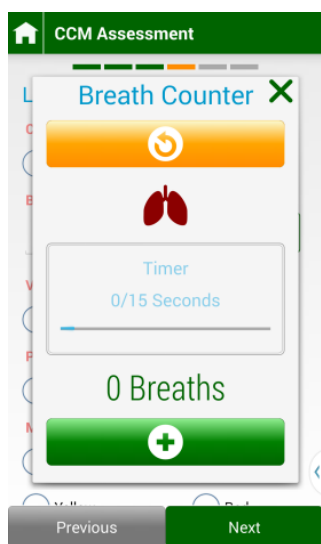 CCM Assessment
Breath Counter
Timer
0/15 Seconds
0 Breaths
Previous
Next